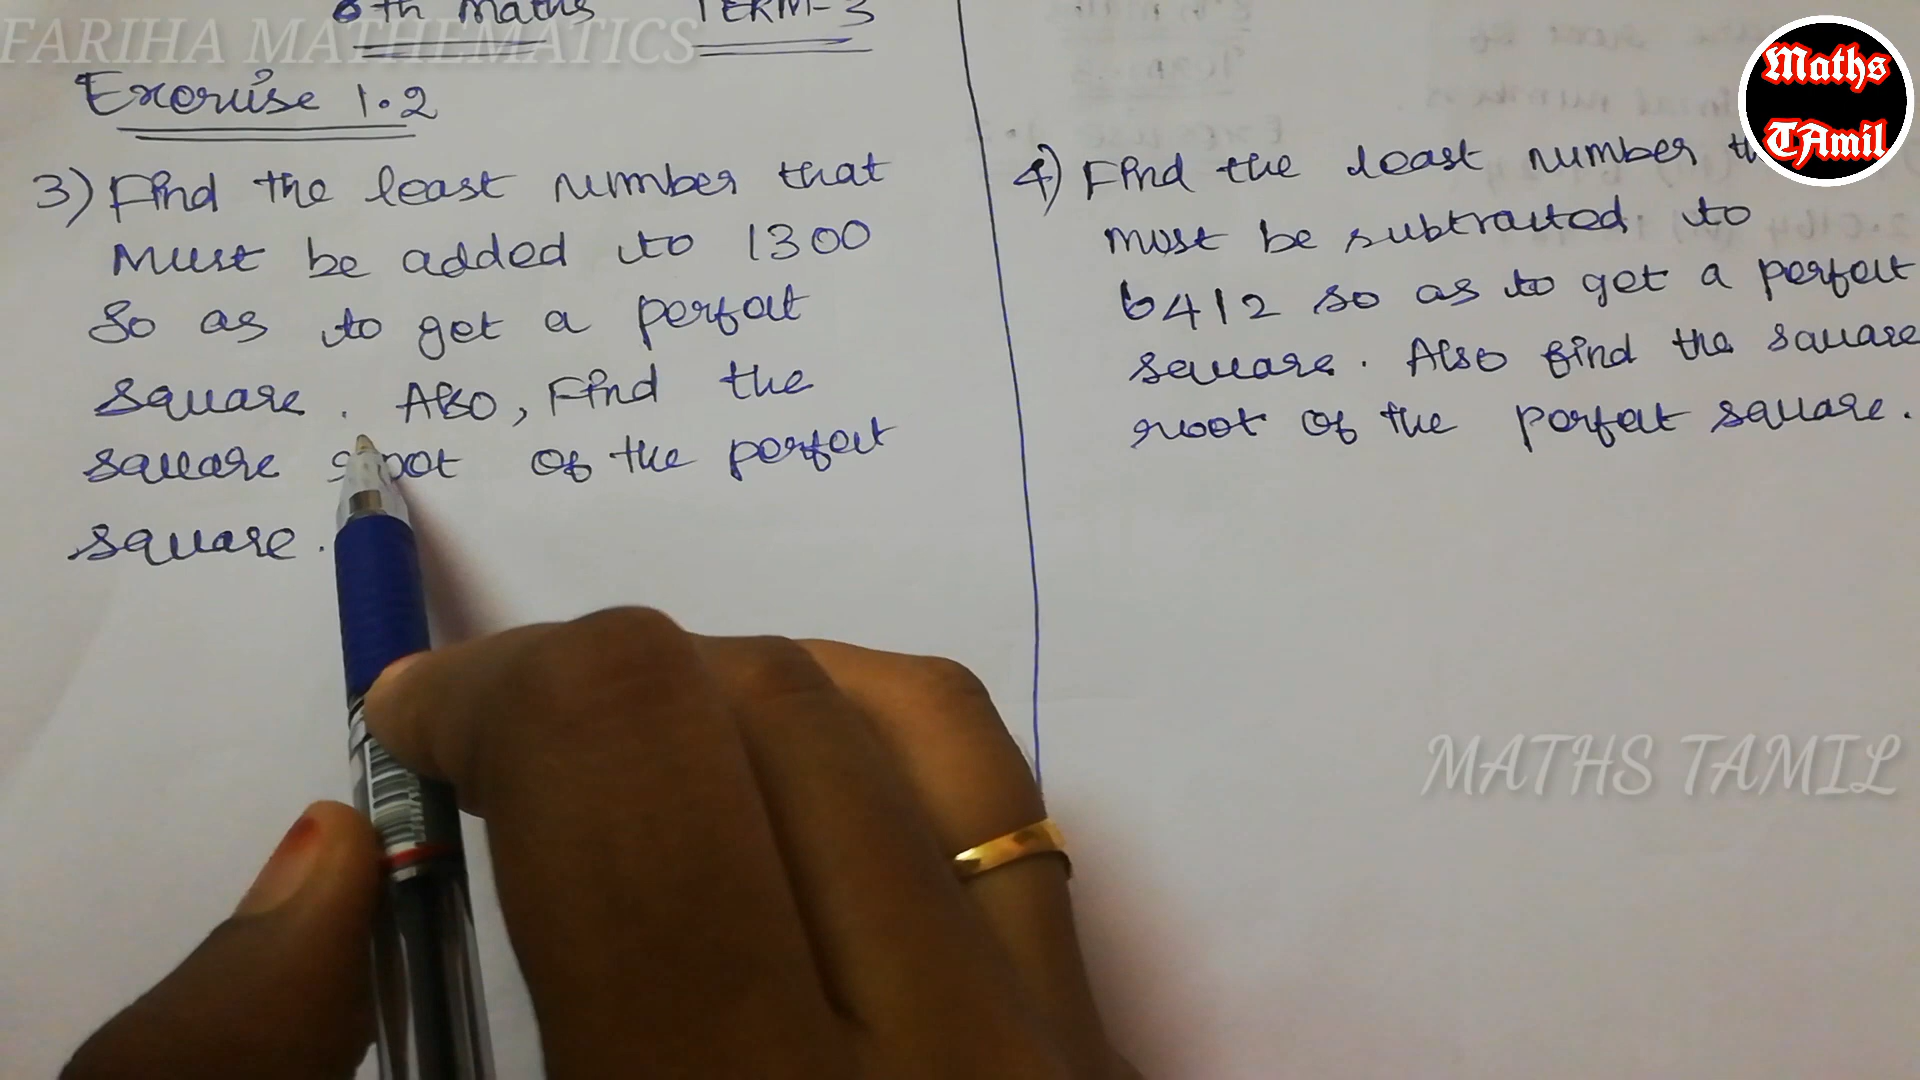 6th Maths TERM-3
FARIHA MATHEMATICS
Exercise 1.2
3) Find the least number that
must be added to 1300
So as to get a perfect
square. Also, Find the
square root of the perfect
square.
Maths
TAmil
4) Find the least number
must be subtracted to
6412 so as to get a perfect
square. Also find the square
root of the perfect square.
MATHS TAMIL